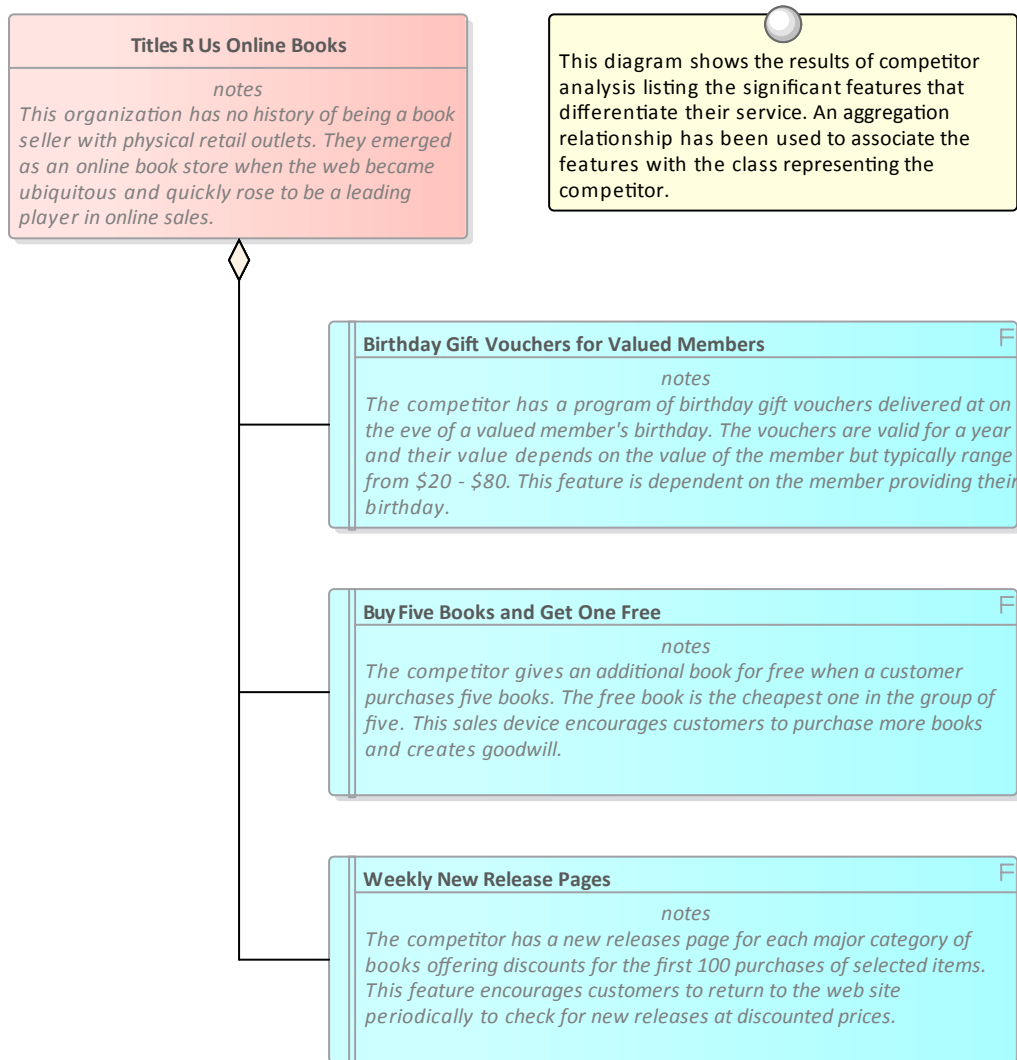 Titles R Us Online Books
notes
This organization has no history of being a book
seller with physical retail outlets. They emerged
as an online book store when the web became
ubiquitous and quickly rose to be a leading
player in online sales.
This diagram shows the results of competitor
analysis listing the significant features that
differentiate their service. An aggregation
relationship has been used to associate the
features with the class representing the
competitor.
Birthday Gift Vouchers for Valued Members
F
notes
The competitor has a program of birthday gift vouchers delivered at on
the eve of a valued member's birthday. The vouchers are valid for a year
and their value depends on the value of the member but typically range
from $20 - $80. This feature is dependent on the member providing their
birthday.
Buy Five Books and Get One Free
F
notes
The competitor gives an additional book for free when a customer
purchases five books. The free book is the cheapest one in the group of
five. This sales device encourages customers to purchase more books
and creates goodwill.
Weekly New Release Pages
F
notes
The competitor has a new releases page for each major category of
books offering discounts for the first 100 purchases of selected items.
This feature encourages customers to return to the web site
periodically to check for new releases at discounted prices.